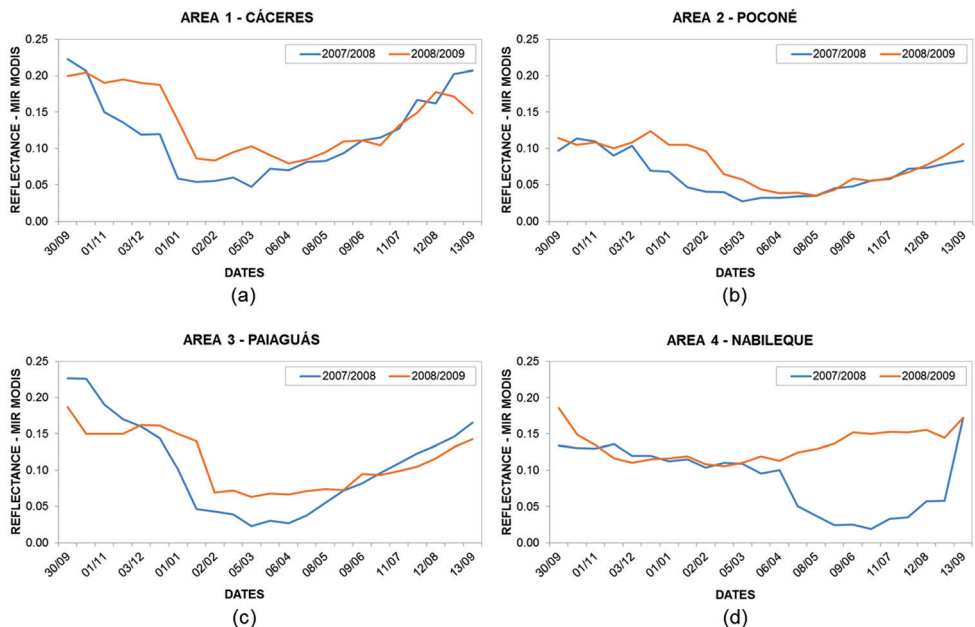 AREA 1 - CÁCERES
REFLECTANCE - MIR MODIS
0.25
0.20
0.15
0.10
0.05
0.00
2007/2008 2008/2009
30/09 01/11 03/12 01/01 02/02 05/03 06/04 08/05 09/06 11/07 12/08 13/09
DATES
(a)
AREA 2 - POCONÉ
REFLECTANCE - MIR MODIS
0.25
0.20
0.15
0.10
0.05
0.00
2007/2008 2008/2009
30/09 01/11 03/12 01/01 02/02 05/03 06/04 08/05 09/06 11/07 12/08 13/09
DATES
(b)
AREA 3 - PAIAGUÁS
REFLECTANCE - MIR MODIS
0.25
0.20
0.15
0.10
0.05
0.00
2007/2008 2008/2009
30/09 01/11 03/12 01/01 02/02 05/03 06/04 08/05 09/06 11/07 12/08 13/09
DATES
(c)
AREA 4 - NABILEQUE
REFLECTANCE - MIR MODIS
0.25
0.20
0.15
0.10
0.05
0.00
2007/2008 2008/2009
30/09 01/11 03/12 01/01 02/02 05/03 06/04 08/05 09/06 11/07 12/08 13/09
DATES
(d)